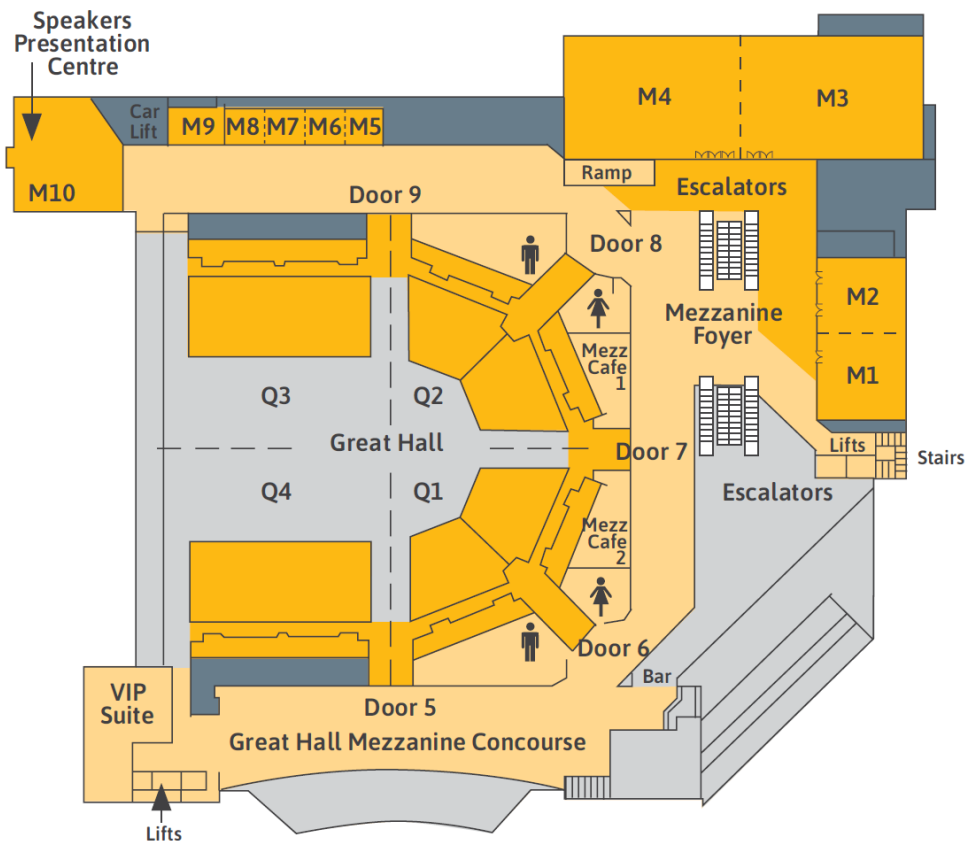 Speakers
Presentation
Centre
Car
Lift
M9
M8
M7
M6
M5
M4
M3
M10
Ramp
Door 9
Escalators
Door 8
Mezzanine
Foyer
M2
M1
Mezz
Cafe
1
Q3
Q2
Great Hall
Door 7
Lifts
Stairs
Q4
Q1
Escalators
Mezz
Cafe
2
Door 6
Bar
VIP
Suite
Door 5
Great Hall Mezzanine Concourse
Lifts